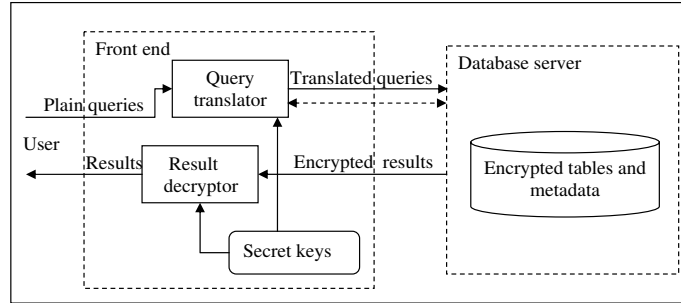 Front end
Query
translator
Translated queries
Database server
Plain queries
User
Results
Result
decryptor
Encrypted results
Encrypted tables and
metadata
Secret keys